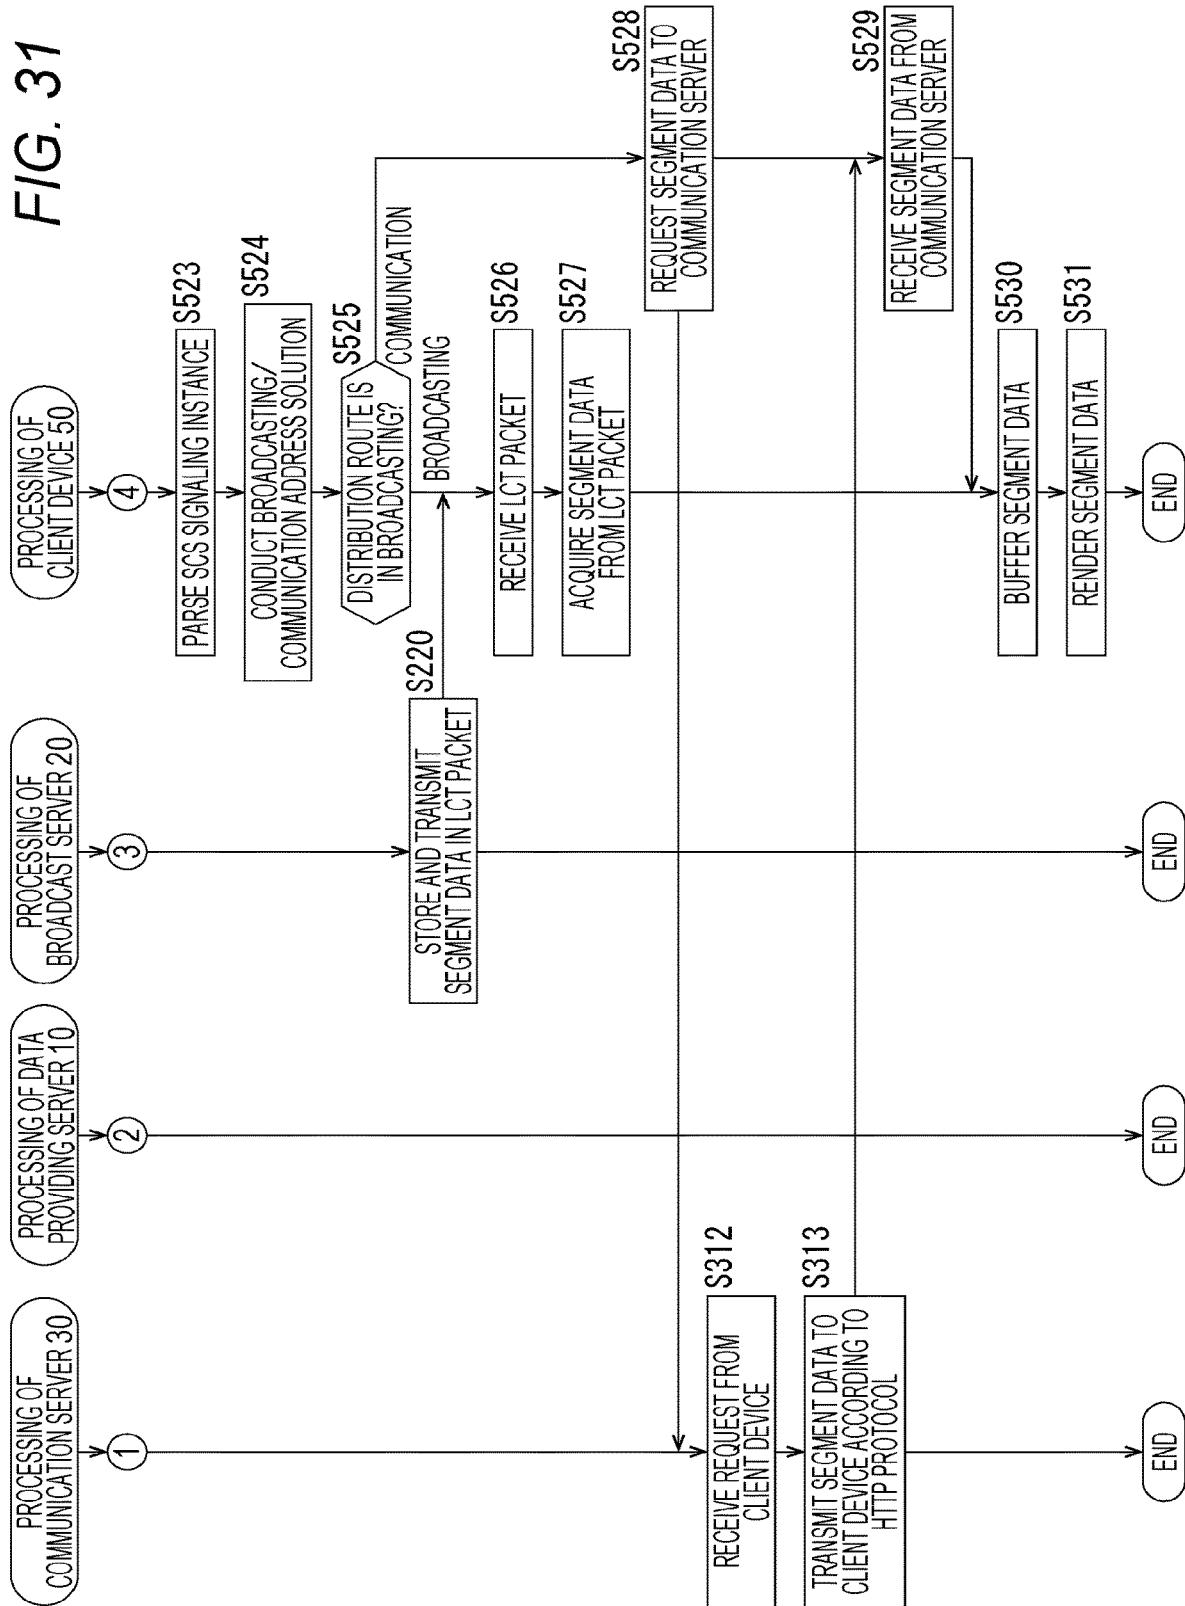 FIG. 31
PROCESSING OF
COMMUNICATION SERVER 30
1
RECEIVE REQUEST FROM
CLIENT DEVICE
S312
TRANSMIT SEGMENT DATA TO
CLIENT DEVICE ACCORDING TO
HTTP PROTOCOL
S313
END
PROCESSING OF DATA
PROVIDING SERVER 10
2
END
PROCESSING OF
BROADCAST SERVER 20
3
STORE AND TRANSMIT
SEGMENT DATA IN LCT PACKET
S220
END
PROCESSING OF
CLIENT DEVICE 50
4
PARSE SCS SIGNALING INSTANCE
S523
CONDUCT BROADCASTING/
COMMUNICATION ADDRESS SOLUTION
S524
DISTRIBUTION ROUTE IS
IN BROADCASTING?
S525
COMMUNICATION
BROADCASTING
RECEIVE LCT PACKET
S526
ACQUIRE SEGMENT DATA
FROM LCT PACKET
S527
REQUEST SEGMENT DATA TO
COMMUNICATION SERVER
S528
RECEIVE SEGMENT DATA FROM
COMMUNICATION SERVER
S529
BUFFER SEGMENT DATA
S530
RENDER SEGMENT DATA
S531
END